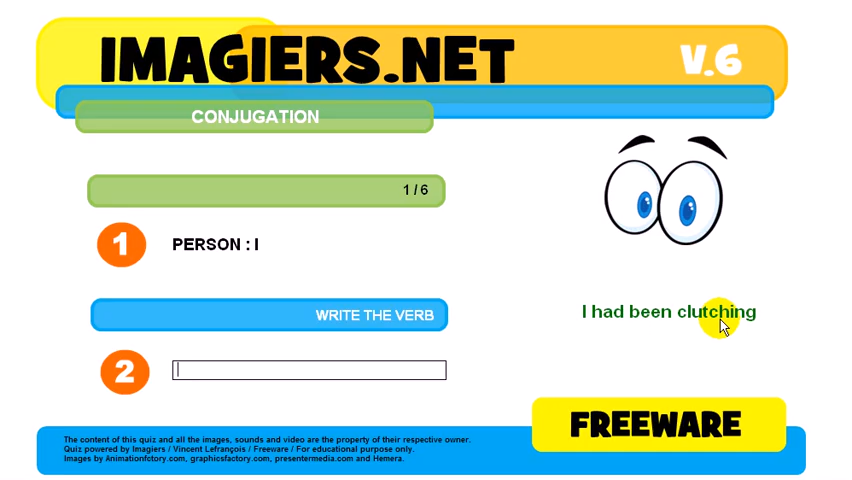 IMAGIERS.NET
V.6
CONJUGATION
1 / 6
1
PERSON : I
I had been clutching
WRITE THE VERB
2
FREEWARE
The content of this quiz and all the images, sounds and video are the property of their respective owner.
Quiz powered by Imagiers / Vincent Lefrançois / Freeware / For educational purpose only.
Images by Animationfctory.com, graphicsfactory.com, presentermedia.com and Hemera.